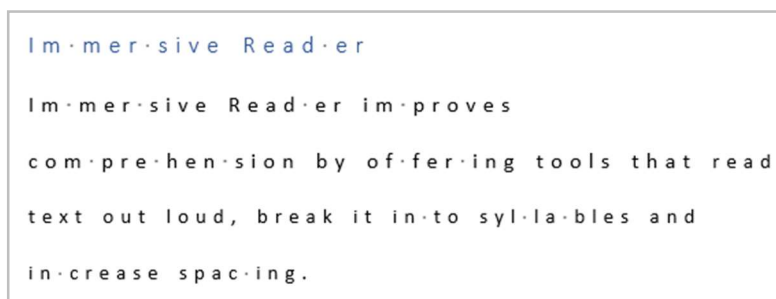 Im·mer·sive Read·er
Im·mer·sive Read·er im·proves
com·pre·hen·sion by of·fer·ing tools that read
text out loud, break it in·to syl·la·bles and
in·crease spac·ing.